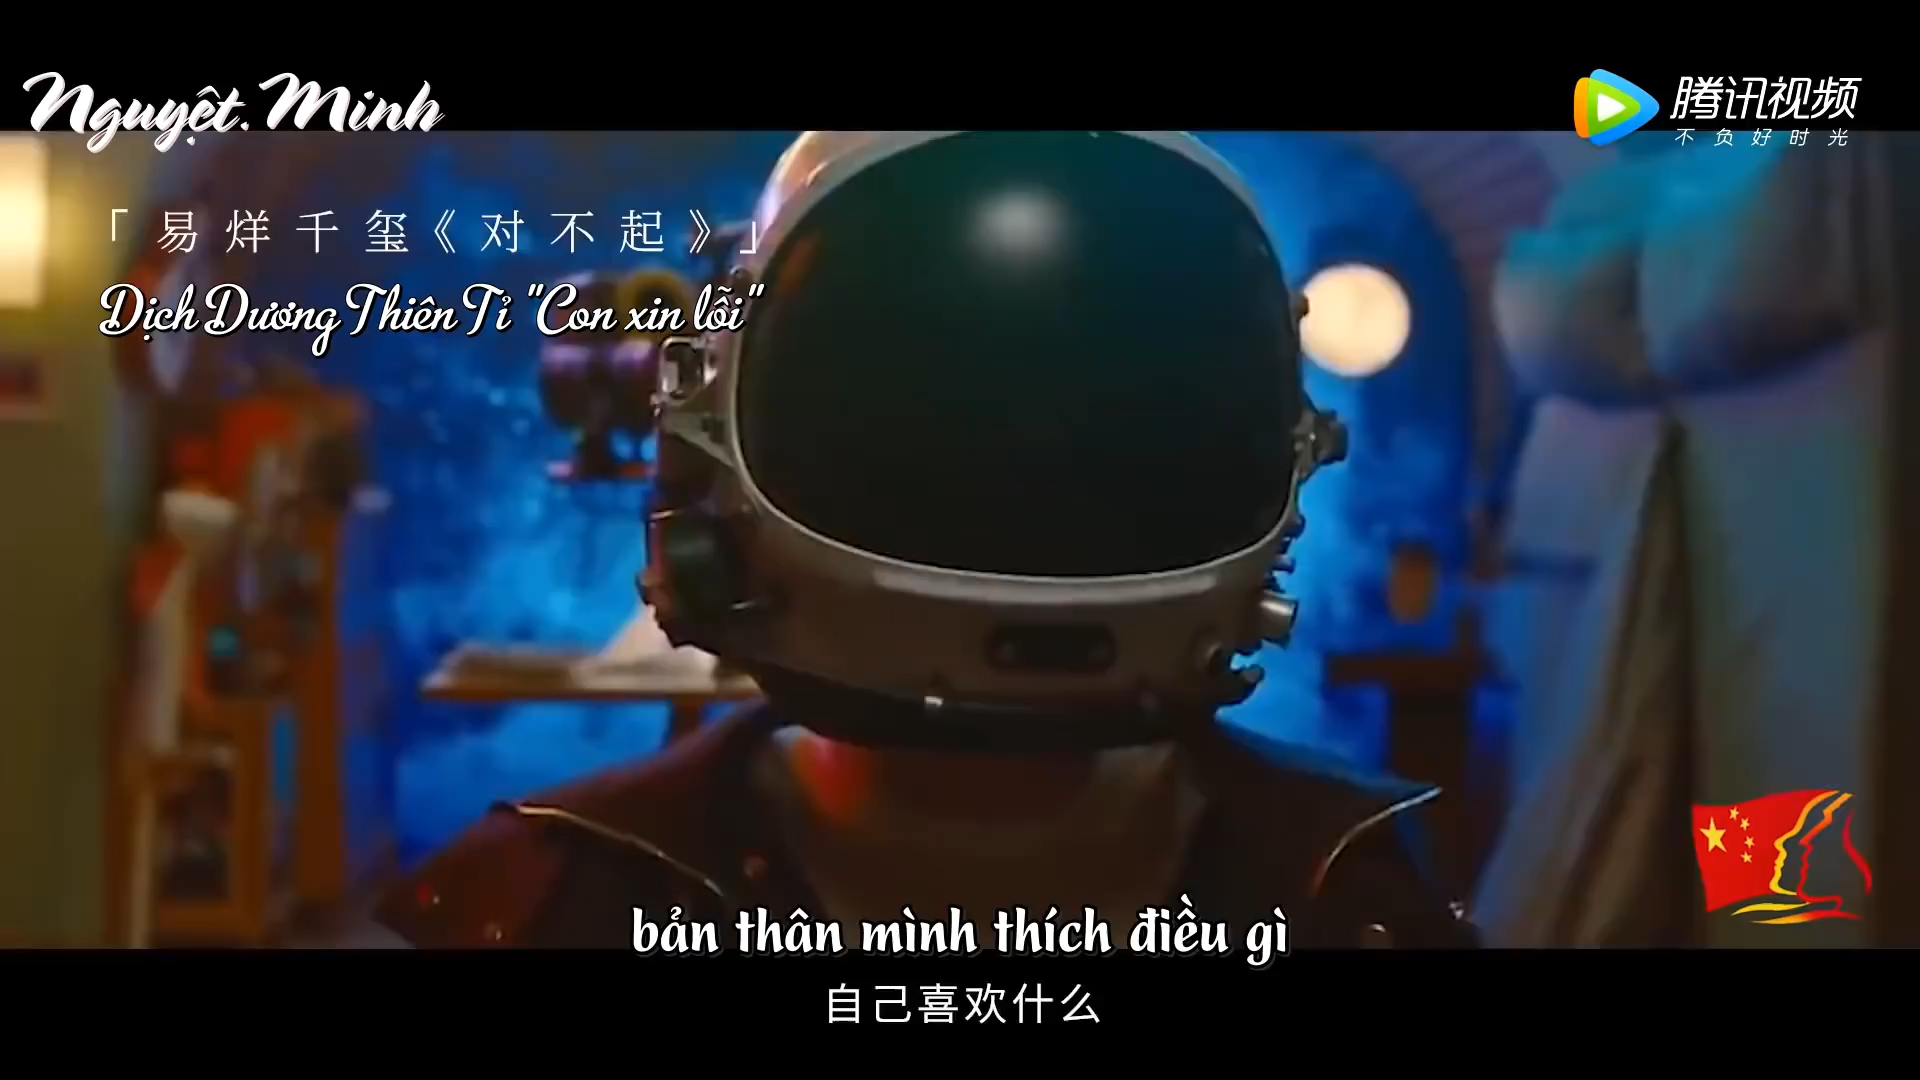 Nguyệt.Minh
腾讯视频
不负好时光
「易烊千玺《对不起》」
Dịch Dương Thiên Tỉ "Con xin lỗi"
bản thân mình thích điều gì
自己喜欢什么